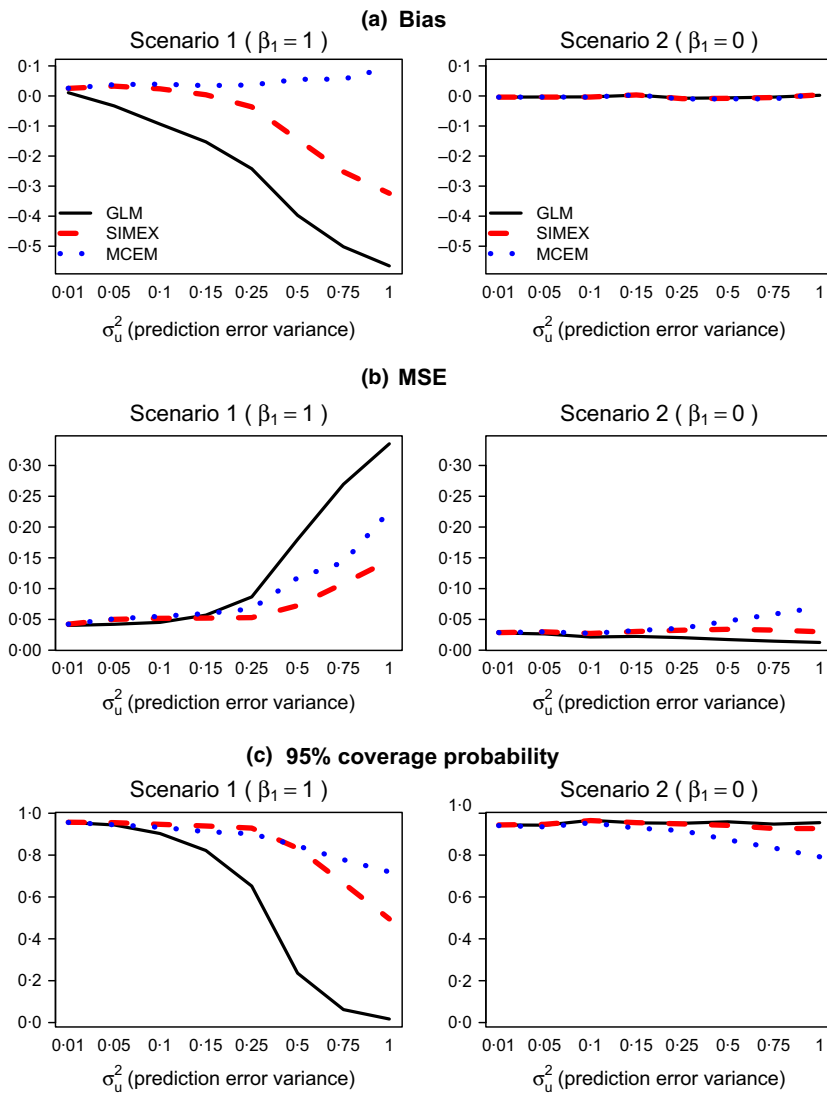 (a) Bias
Scenario 1 ( β₁ = 1 )
Scenario 2 ( β₁ = 0 )
0·1
0·0
–0·1
–0·2
–0·3
–0·4
–0·5
GLM
SIMEX
MCEM
0·01 0·05 0·1 0·15 0·25 0·5 0·75 1
σ²ᵤ (prediction error variance)
0·1
0·0
–0·1
–0·2
–0·3
–0·4
–0·5
GLM
SIMEX
MCEM
0·01 0·05 0·1 0·15 0·25 0·5 0·75 1
σ²ᵤ (prediction error variance)
(b) MSE
Scenario 1 ( β₁ = 1 )
Scenario 2 ( β₁ = 0 )
0·30
0·25
0·20
0·15
0·10
0·05
0·00
0·01 0·05 0·1 0·15 0·25 0·5 0·75 1
σ²ᵤ (prediction error variance)
0·30
0·25
0·20
0·15
0·10
0·05
0·00
0·01 0·05 0·1 0·15 0·25 0·5 0·75 1
σ²ᵤ (prediction error variance)
(c) 95% coverage probability
Scenario 1 ( β₁ = 1 )
Scenario 2 ( β₁ = 0 )
1·0
0·8
0·6
0·4
0·2
0·0
0·01 0·05 0·1 0·15 0·25 0·5 0·75 1
σ²ᵤ (prediction error variance)
1·0
0·8
0·6
0·4
0·2
0·0
0·01 0·05 0·1 0·15 0·25 0·5 0·75 1
σ²ᵤ (prediction error variance)